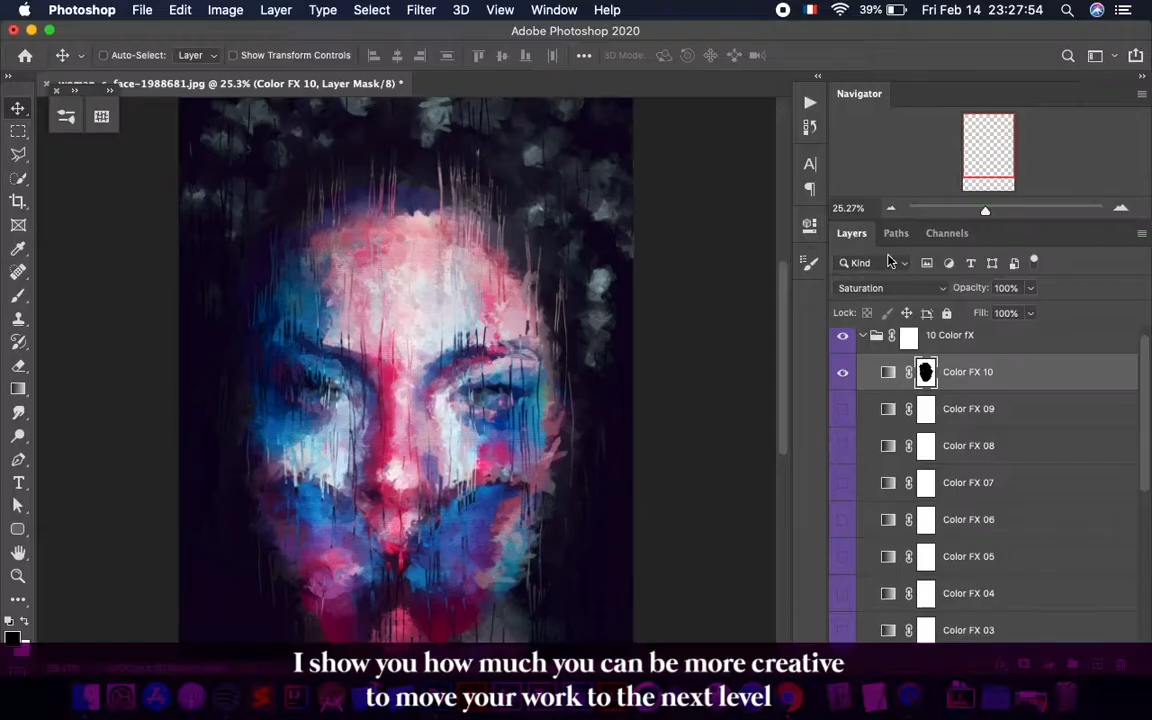 Photoshop File Edit Image Layer Type Select Filter 3D View Window Help 39% Fri Feb 14 23:27:54
Adobe Photoshop 2020
Auto-Select: Layer Show Transform Controls 3D Mode:
face-1988681.jpg @ 25.3% (Color FX 10, Layer Mask/8) *
Navigator
25.27%
Layers Paths Channels
Kind
Saturation Opacity: 100%
Lock: Fill: 100%
10 Color fX
Color FX 10
Color FX 09
Color FX 08
Color FX 07
Color FX 06
Color FX 05
Color FX 04
Color FX 03
I show you how much you can be more creative
to move your work to the next level